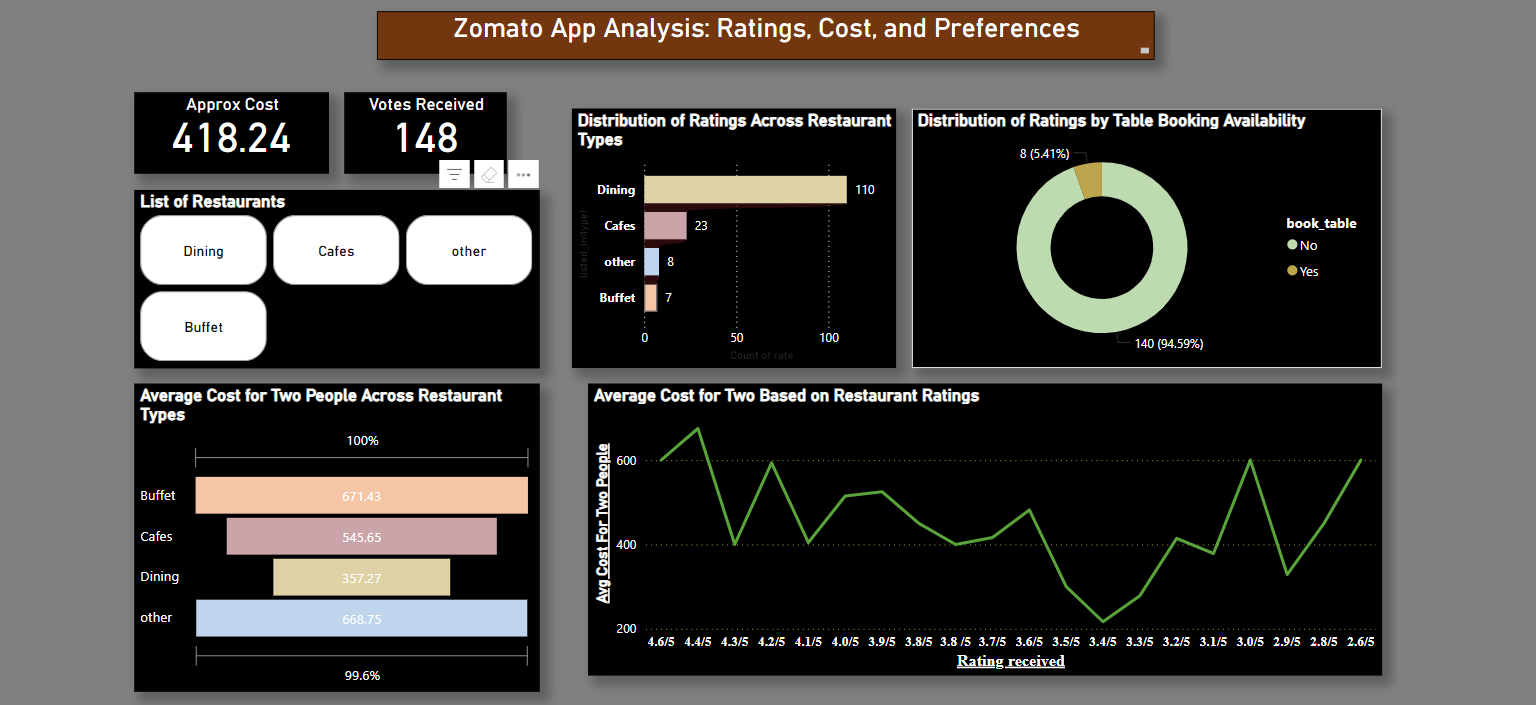 Zomato App Analysis: Ratings, Cost, and Preferences
Approx Cost
418.24
Votes Received
148
List of Restaurants
Dining
Cafes
other
Buffet
Distribution of Ratings Across Restaurant
Types
listed_in(type)
Dining
110
Cafes
23
other
8
Buffet
7
0
50
100
Count of rate
Distribution of Ratings by Table Booking Availability
8 (5.41%)
140 (94.59%)
book_table
No
Yes
Average Cost for Two People Across Restaurant
Types
100%
Buffet
671.43
Cafes
545.65
Dining
357.27
other
668.75
99.6%
Average Cost for Two Based on Restaurant Ratings
Avg Cost For Two People
600
400
200
4.6/5 4.4/5 4.3/5 4.2/5 4.1/5 4.0/5 3.9/5 3.8/5 3.8 /5 3.7/5 3.6/5 3.5/5 3.4/5 3.3/5 3.2/5 3.1/5 3.0/5 2.9/5 2.8/5 2.6/5
Rating received